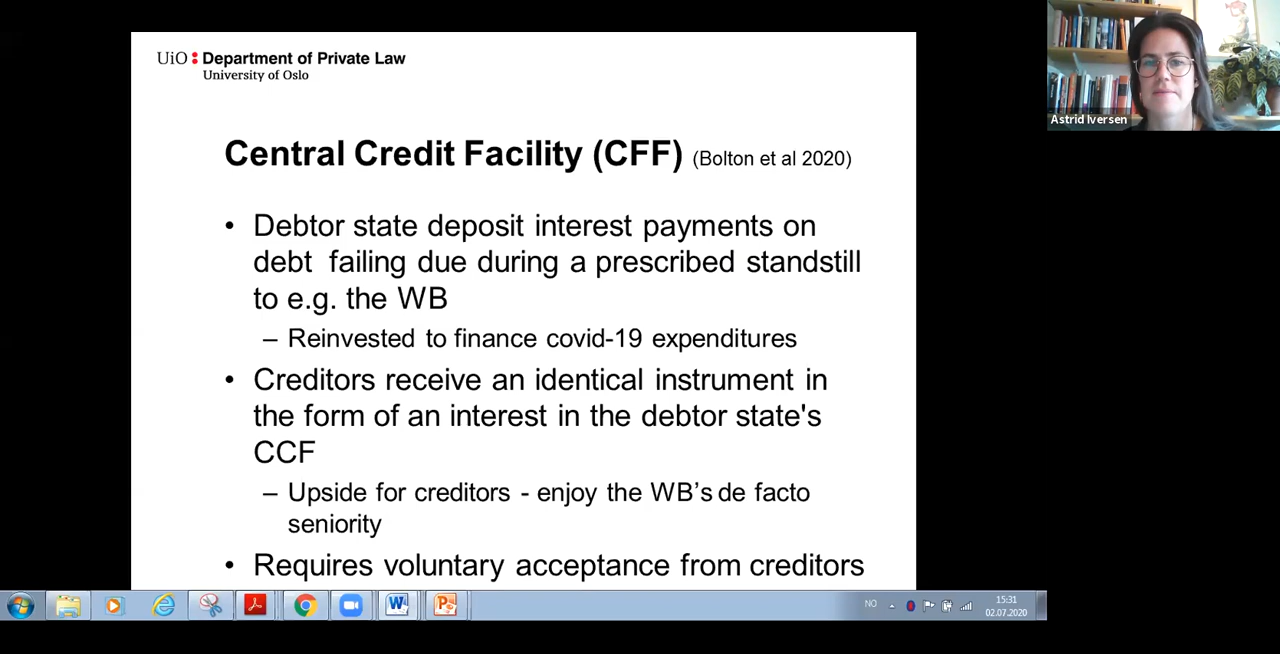 UiO : Department of Private Law
University of Oslo
Central Credit Facility (CFF) (Bolton et al 2020)
• Debtor state deposit interest payments on
debt failing due during a prescribed standstill
to e.g. the WB
– Reinvested to finance covid-19 expenditures
• Creditors receive an identical instrument in
the form of an interest in the debtor state's
CCF
– Upside for creditors - enjoy the WB’s de facto
seniority
• Requires voluntary acceptance from creditors
Astrid Iversen
NO
15:31
02.07.2020